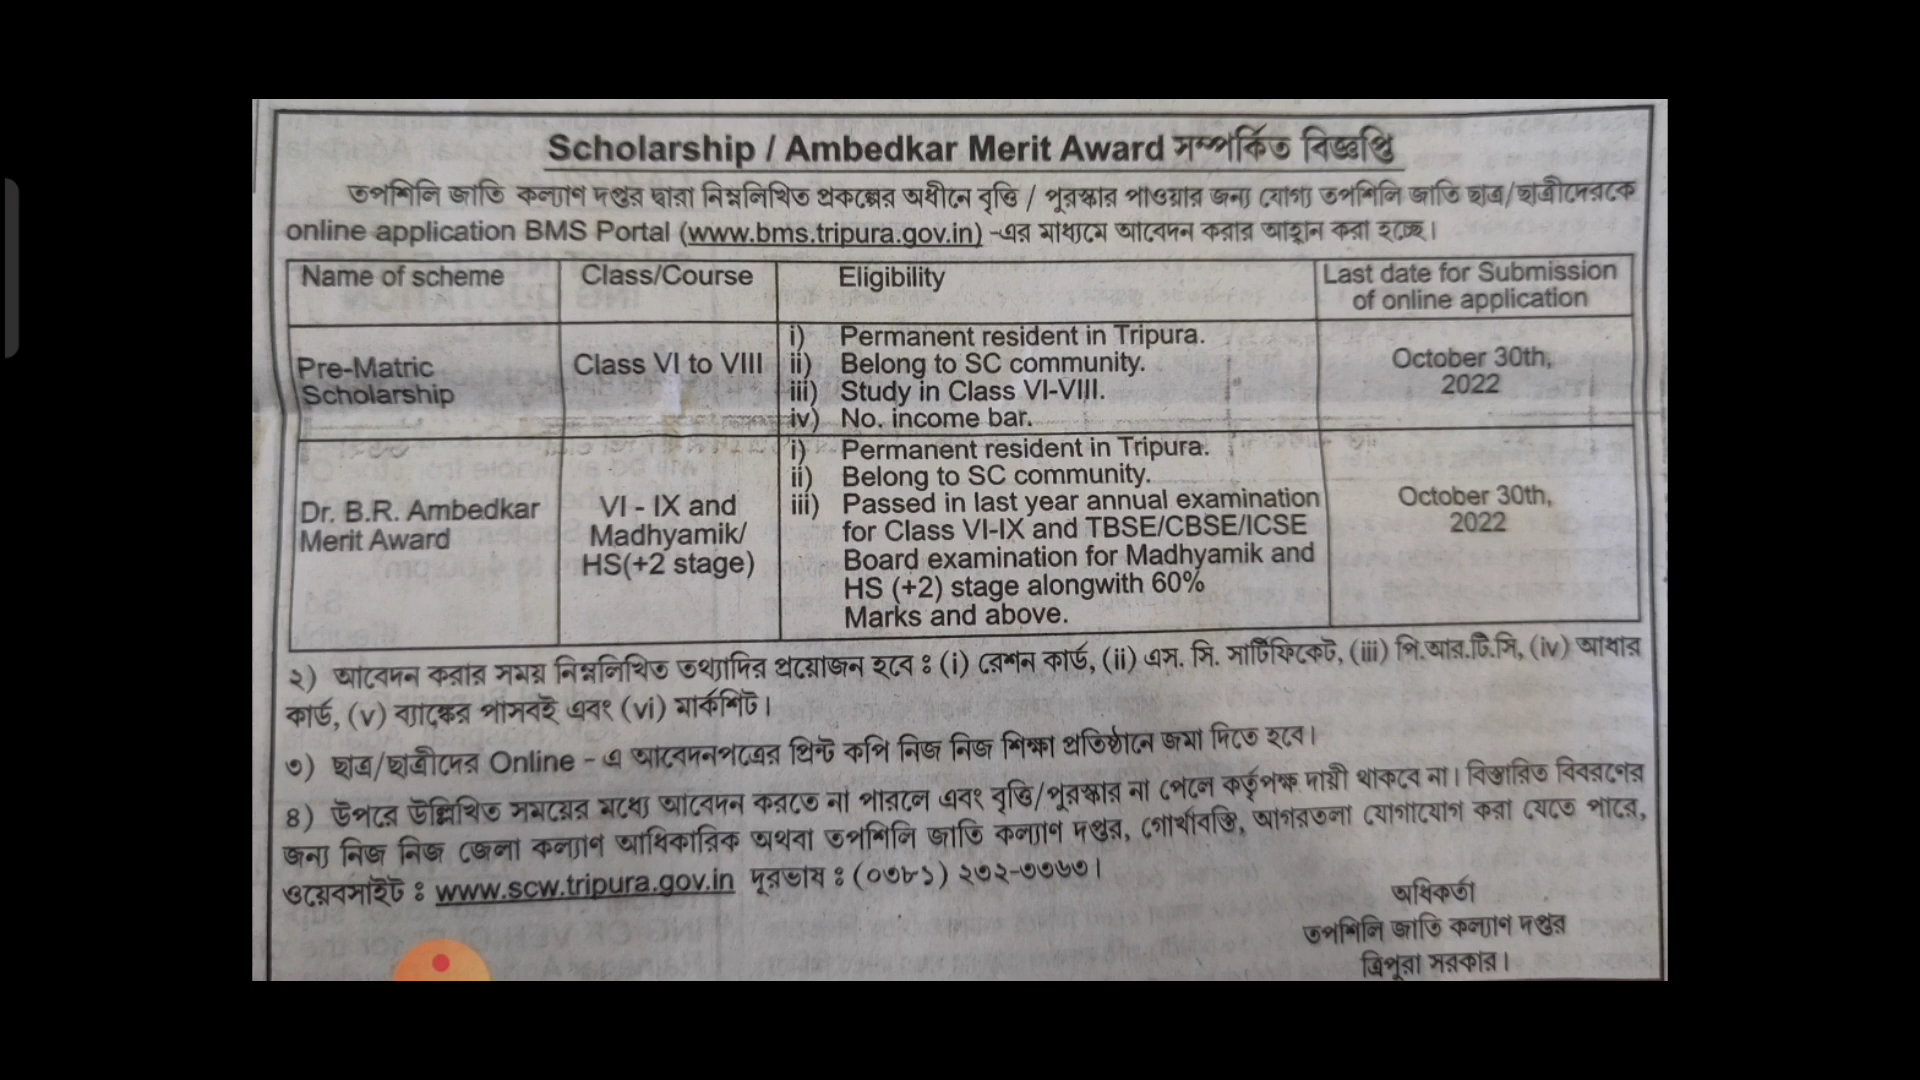 Scholarship / Ambedkar Merit Award সম্পর্কিত বিজ্ঞপ্তি
তপশিলি জাতি কল্যাণ দপ্তর দ্বারা নিম্নলিখিত প্রকল্পের অধীনে বৃত্তি / পুরস্কার পাওয়ার জন্য যোগ্য তপশিলি জাতি ছাত্র/ছাত্রীদেরকে
online application BMS Portal (www.bms.tripura.gov.in) -এর মাধ্যমে আবেদন করার আহ্বান করা হচ্ছে।
Name of scheme
Class/Course
Eligibility
Last date for Submission
of online application
Pre-Matric
Scholarship
Class VI to VIII
i) Permanent resident in Tripura.
ii) Belong to SC community.
iii) Study in Class VI-VIII.
iv) No. income bar.
October 30th,
2022
Dr. B.R. Ambedkar
Merit Award
VI - IX and
Madhyamik/
HS(+2 stage)
i) Permanent resident in Tripura.
ii) Belong to SC community.
iii) Passed in last year annual examination
for Class VI-IX and TBSE/CBSE/ICSE
Board examination for Madhyamik and
HS (+2) stage alongwith 60%
Marks and above.
October 30th,
2022
২) আবেদন করার সময় নিম্নলিখিত তথ্যাদির প্রয়োজন হবে ঃ (i) রেশন কার্ড, (ii) এস. সি. সার্টিফিকেট, (iii) পি.আর.টি.সি, (iv) আধার
কার্ড, (v) ব্যাঙ্কের পাসবই এবং (vi) মার্কশিট।
৩) ছাত্র/ছাত্রীদের Online - এ আবেদনপত্রের প্রিন্ট কপি নিজ নিজ শিক্ষা প্রতিষ্ঠানে জমা দিতে হবে।
৪) উপরে উল্লিখিত সময়ের মধ্যে আবেদন করতে না পারলে এবং বৃত্তি/পুরস্কার না পেলে কর্তৃপক্ষ দায়ী থাকবে না। বিস্তারিত বিবরণের
জন্য নিজ নিজ জেলা কল্যাণ আধিকারিক অথবা তপশিলি জাতি কল্যাণ দপ্তর, গোর্খাবস্তি, আগরতলা যোগাযোগ করা যেতে পারে,
ওয়েবসাইট ঃ www.scw.tripura.gov.in দূরভাষ ঃ (০৩৮১) ২৩২-৩৩৬৩।
অধিকর্তা
তপশিলি জাতি কল্যাণ দপ্তর
ত্রিপুরা সরকার।